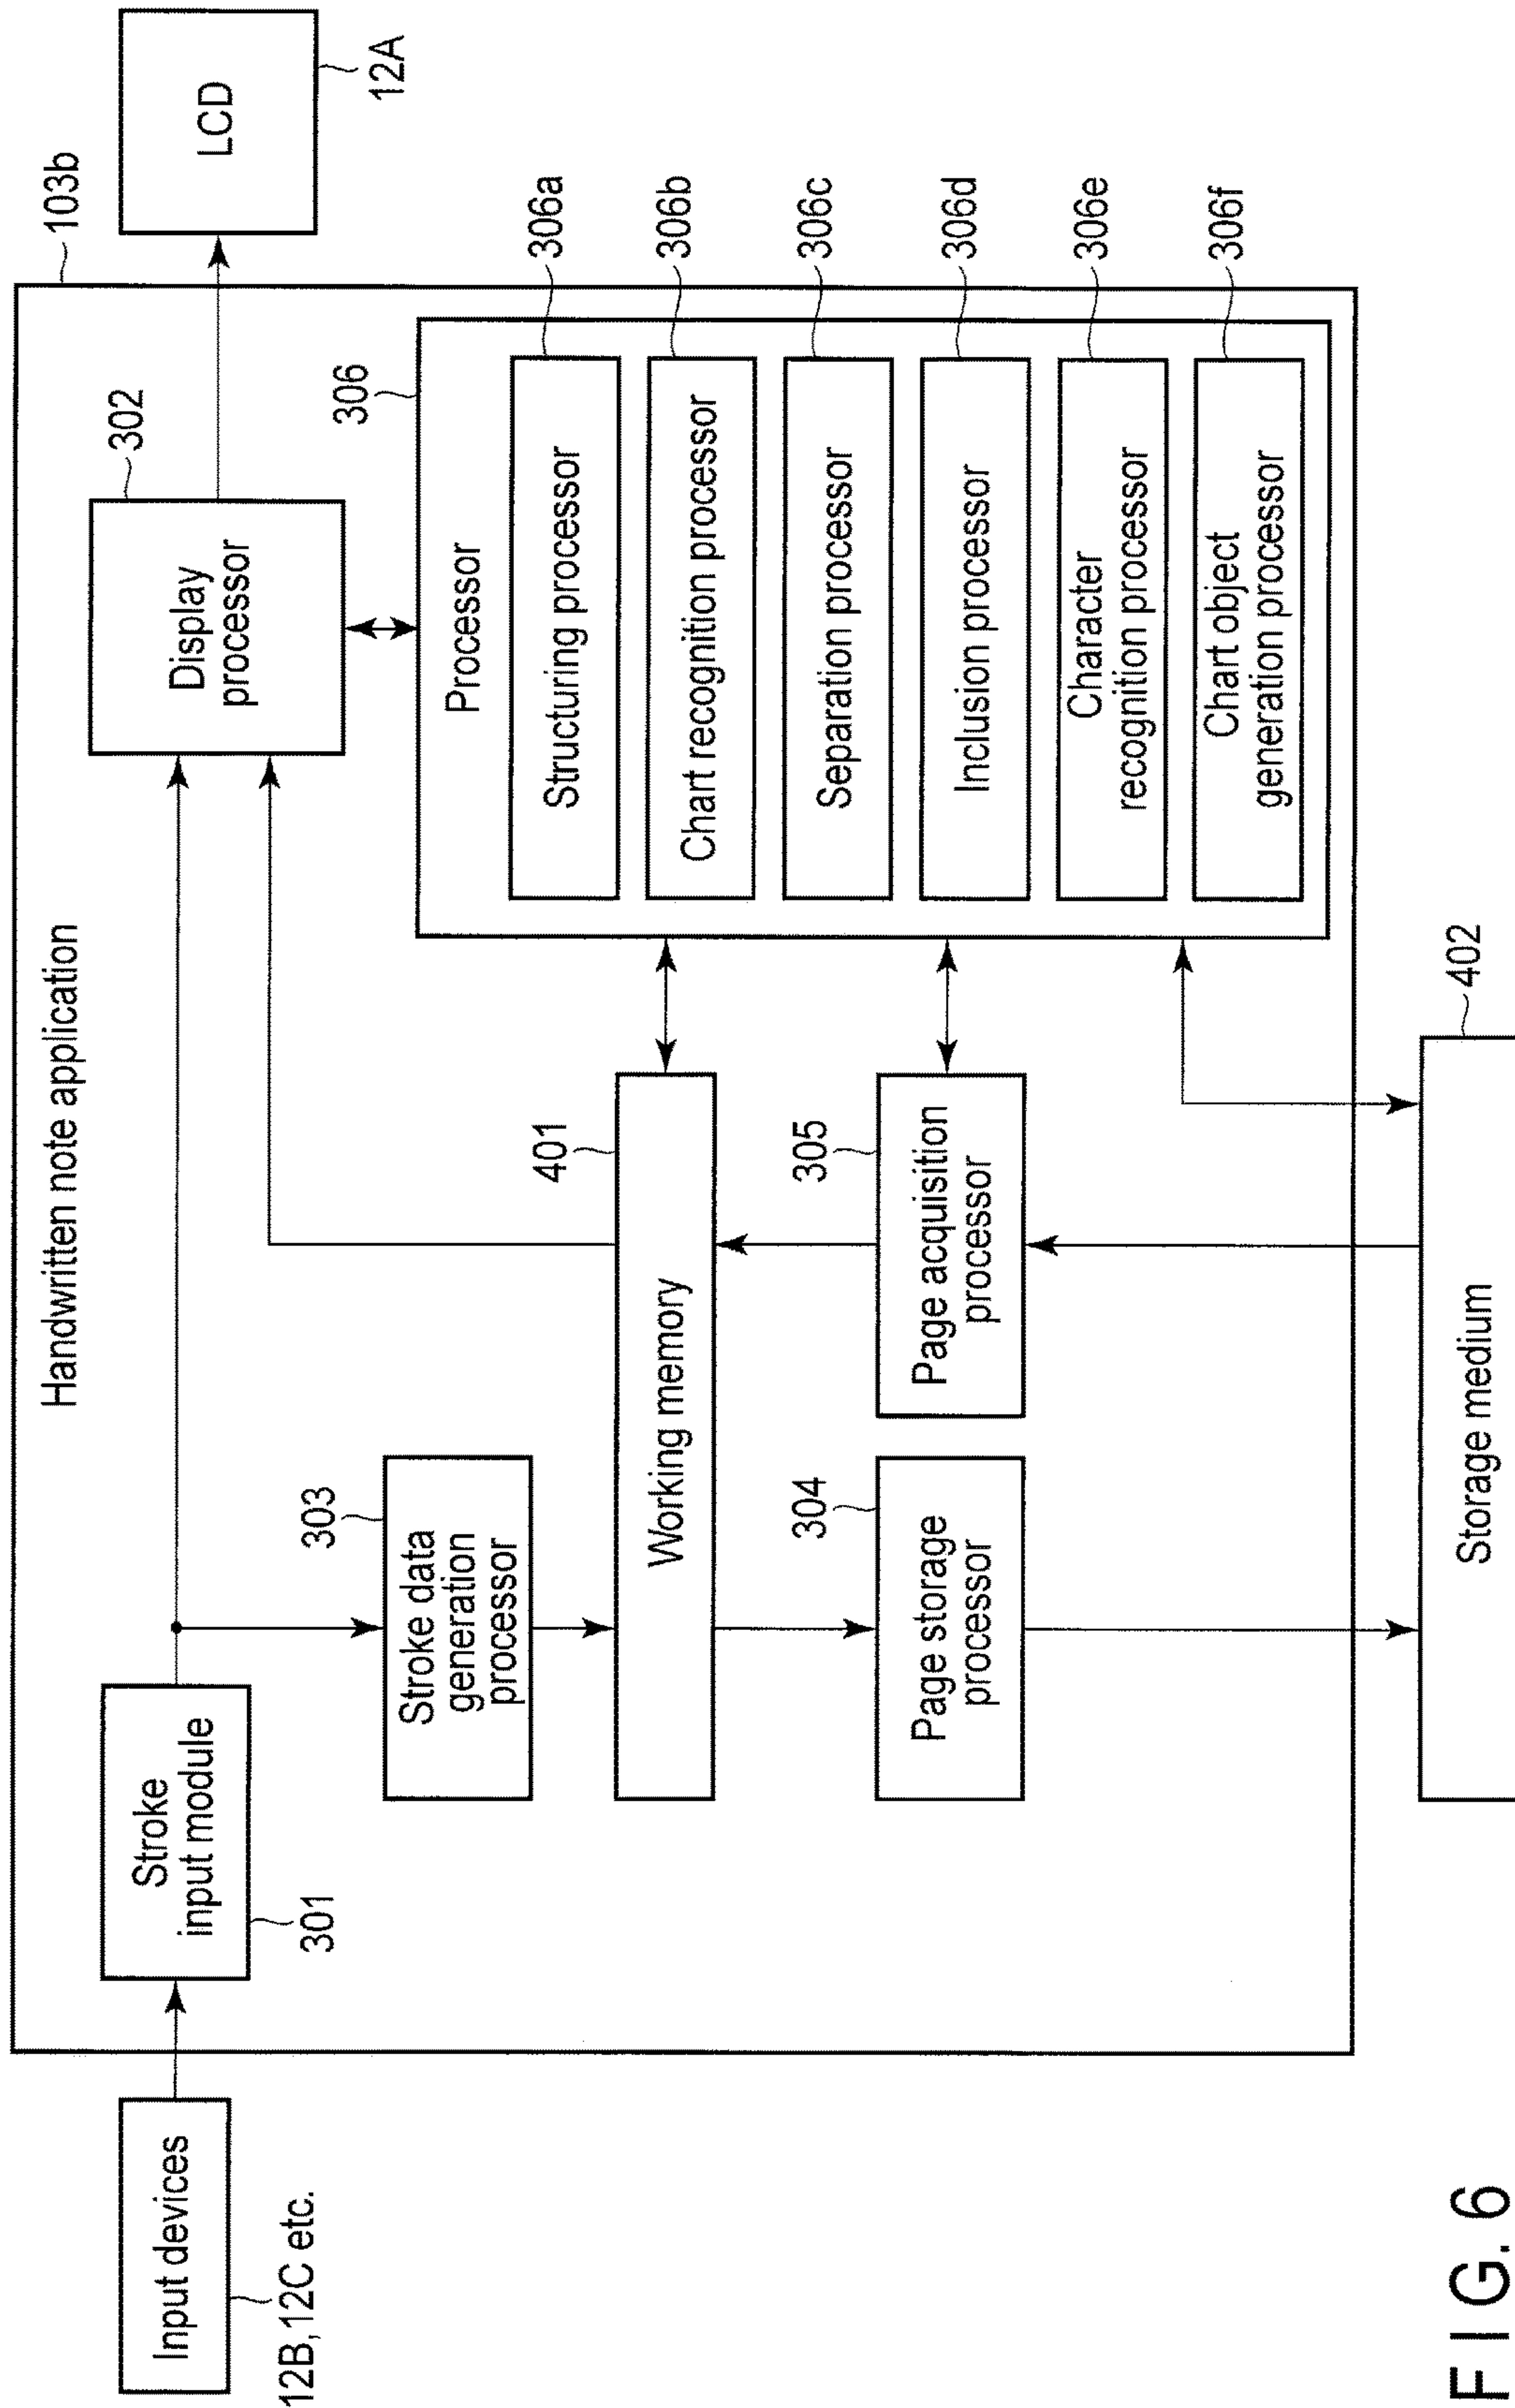 103b
Handwritten note application
Input devices
12B,12C etc.
Stroke
input module
301
302
Display
processor
LCD
12A
303
Stroke data
generation
processor
401
Working memory
304
Page storage
processor
305
Page acquisition
processor
306
Processor
Structuring processor
306a
Chart recognition processor
306b
Separation processor
306c
Inclusion processor
306d
Character
recognition processor
306e
Chart object
generation processor
306f
402
Storage medium
FIG. 6